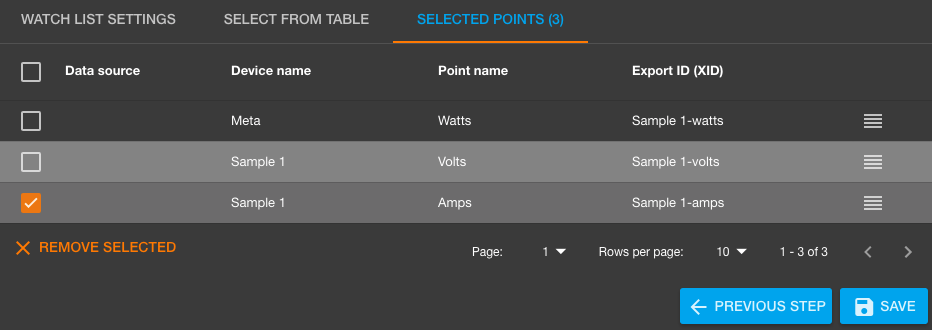 WATCH LIST SETTINGS SELECT FROM TABLE SELECTED POINTS (3)
Data source Device name Point name Export ID (XID)
Meta Watts Sample 1-watts
Sample 1 Volts Sample 1-volts
Sample 1 Amps Sample 1-amps
REMOVE SELECTED
Page: 1 Rows per page: 10 1 - 3 of 3
PREVIOUS STEP SAVE